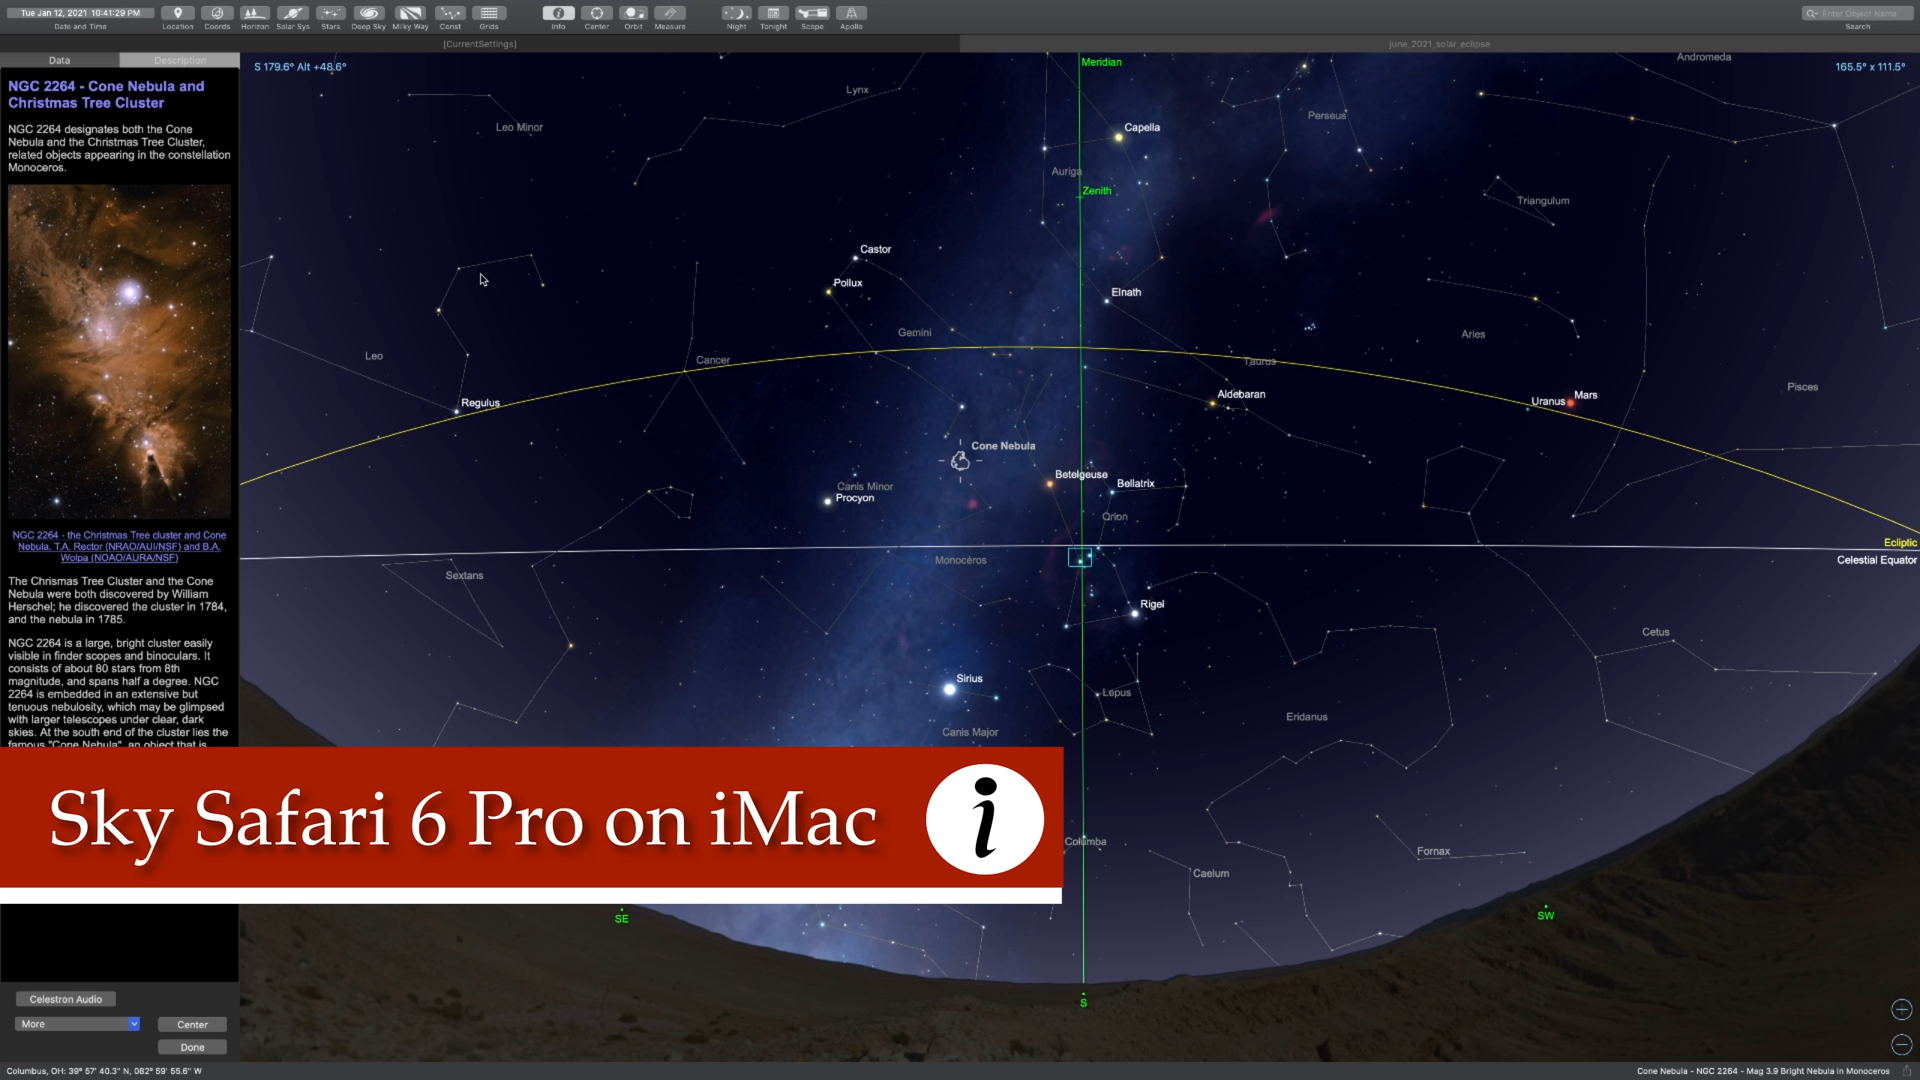 Tue Jan 12, 2021 10:41:29 PM
Date and Time
Location
Coords
Horizon
Solar Sys
Stars
Deep Sky
Milky Way
Const
Grids
Info
Center
Orbit
Measure
Night
Tonight
Scope
Apollo
Enter Object Name
Search
[CurrentSettings]
june_2021_solar_eclipse
Data
Description
NGC 2264 - Cone Nebula and
Christmas Tree Cluster
NGC 2264 designates both the Cone
Nebula and the Christmas Tree Cluster,
related objects appearing in the constellation
Monoceros.
NGC 2264 - the Christmas Tree cluster and Cone
Nebula. T.A. Rector (NRAO/AUI/NSF) and B.A.
Wolpa (NOAO/AURA/NSF)
The Chrismas Tree Cluster and the Cone
Nebula were both discovered by William
Herschel; he discovered the cluster in 1784,
and the nebula in 1785.
NGC 2264 is a large, bright cluster easily
visible in finder scopes and binoculars. It
consists of about 80 stars from 8th
magnitude, and spans half a degree. NGC
2264 is embedded in an extensive but
tenuous nebulosity, which may be glimpsed
with larger telescopes under clear, dark
skies. At the south end of the cluster lies the
famous "Cone Nebula", an object that is
S 179.6° Alt +48.6°
Meridian
165.5° x 111.5°
Andromeda
Lynx
Leo Minor
Capella
Perseus
Auriga
Zenith
Triangulum
Castor
Pollux
Elnath
Gemini
Aries
Leo
Cancer
Taurus
Pisces
Regulus
Aldebaran
Uranus
Mars
Cone Nebula
Betelgeuse
Bellatrix
Canis Minor
Procyon
Orion
Ecliptic
Celestial Equator
Monocéros
Sextans
Rigel
Cetus
Sirius
Lepus
Eridanus
Canis Major
Sky Safari 6 Pro on iMac
i
Columba
Caelum
Fornax
SE
SW
S
Celestron Audio
More
Center
Done
Columbus, OH: 39° 57' 40.3" N, 082° 59' 55.6" W
Cone Nebula - NGC 2264 - Mag 3.9 Bright Nebula in Monoceros